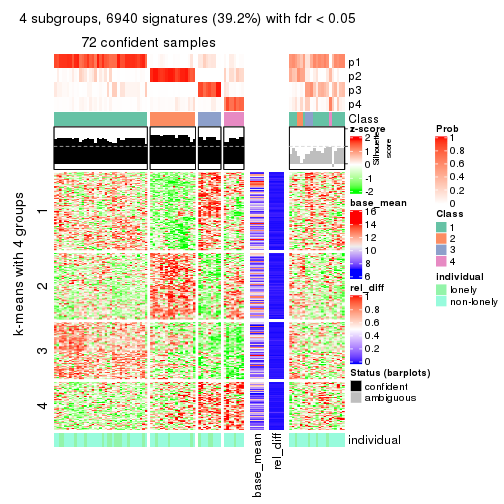 4 subgroups, 6940 signatures (39.2%) with fdr < 0.05
72 confident samples
p1
p2
p3
p4
Class
Silhouette
score
k-means with 4 groups
1
2
3
4
individual
base_mean
rel_diff
z-score
2
1
0
-1
-2
base_mean
16
14
12
10
8
6
rel_diff
1
0.8
0.6
0.4
0.2
0
Status (barplots)
confident
ambiguous
Prob
1
0.8
0.6
0.4
0.2
0
Class
1
2
3
4
individual
lonely
non-lonely